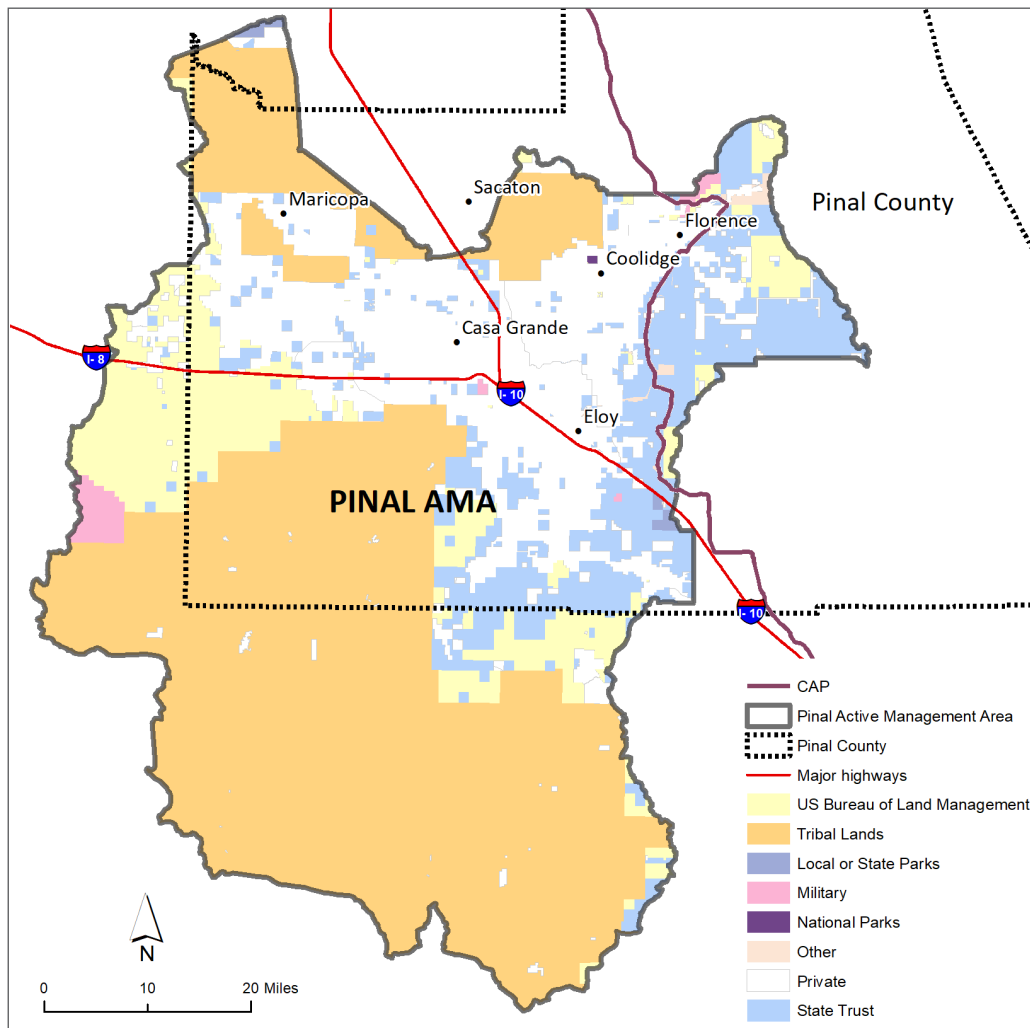 Sacaton
Maricopa
Pinal County
Florence
Coolidge
Casa Grande
I- 8
I- 10
Eloy
PINAL AMA
I- 10
CAP
Pinal Active Management Area
Pinal County
Major highways
US Bureau of Land Management
Tribal Lands
Local or State Parks
Military
National Parks
Other
Private
State Trust
N
0 10 20 Miles